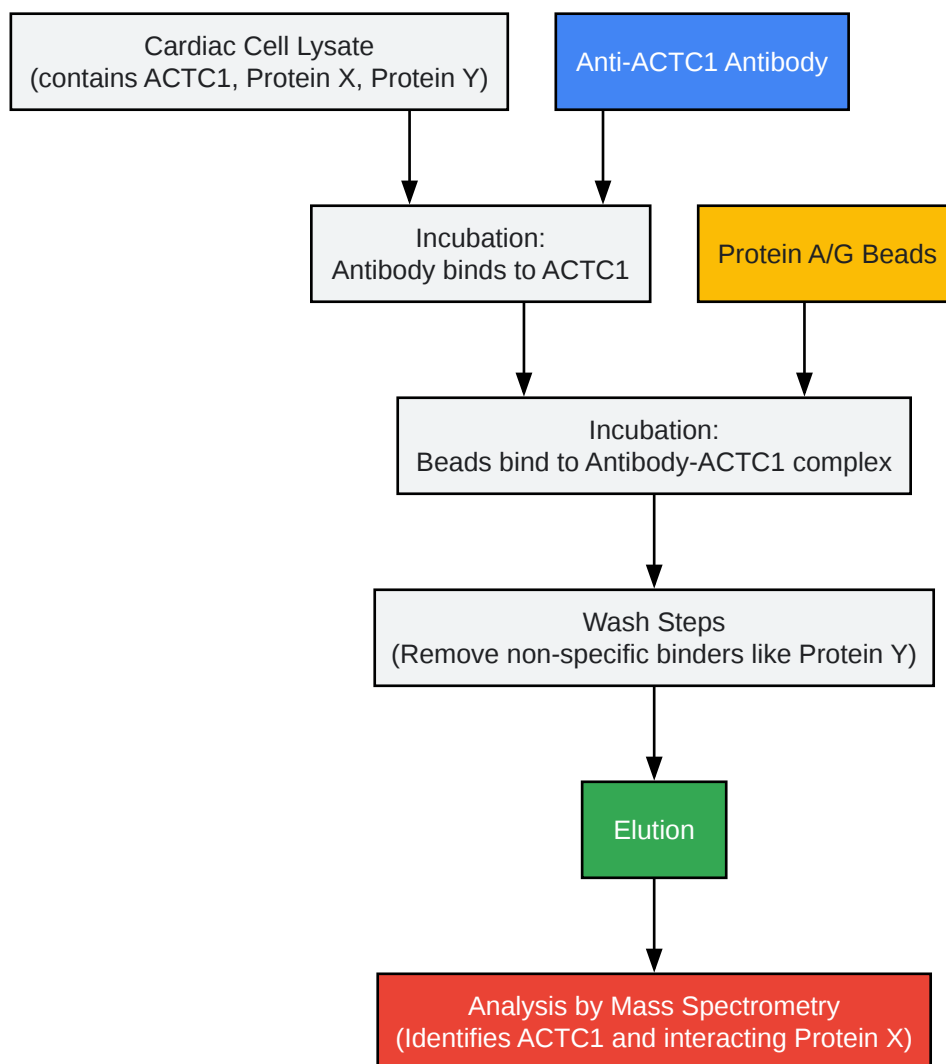 Cardiac Cell Lysate
(contains ACTC1, Protein X, Protein Y)
Anti-ACTC1 Antibody
Incubation:
Antibody binds to ACTC1
Protein A/G Beads
Incubation:
Beads bind to Antibody-ACTC1 complex
Wash Steps
(Remove non-specific binders like Protein Y)
Elution
Analysis by Mass Spectrometry
(Identifies ACTC1 and interacting Protein X)